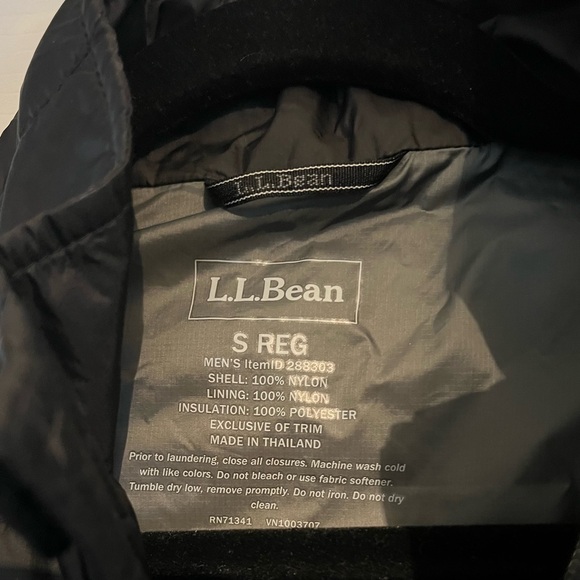 L.L.Bean
L.L.Bean
S REG
MEN'S ItemID 288303
SHELL: 100% NYLON
LINING: 100% NYLON
INSULATION: 100% POLYESTER
EXCLUSIVE OF TRIM
MADE IN THAILAND
Prior to laundering, close all closures. Machine wash cold
with like colors. Do not bleach or use fabric softener.
Tumble dry low, remove promptly. Do not iron. Do not dry
clean.
RN71341 VN1003707